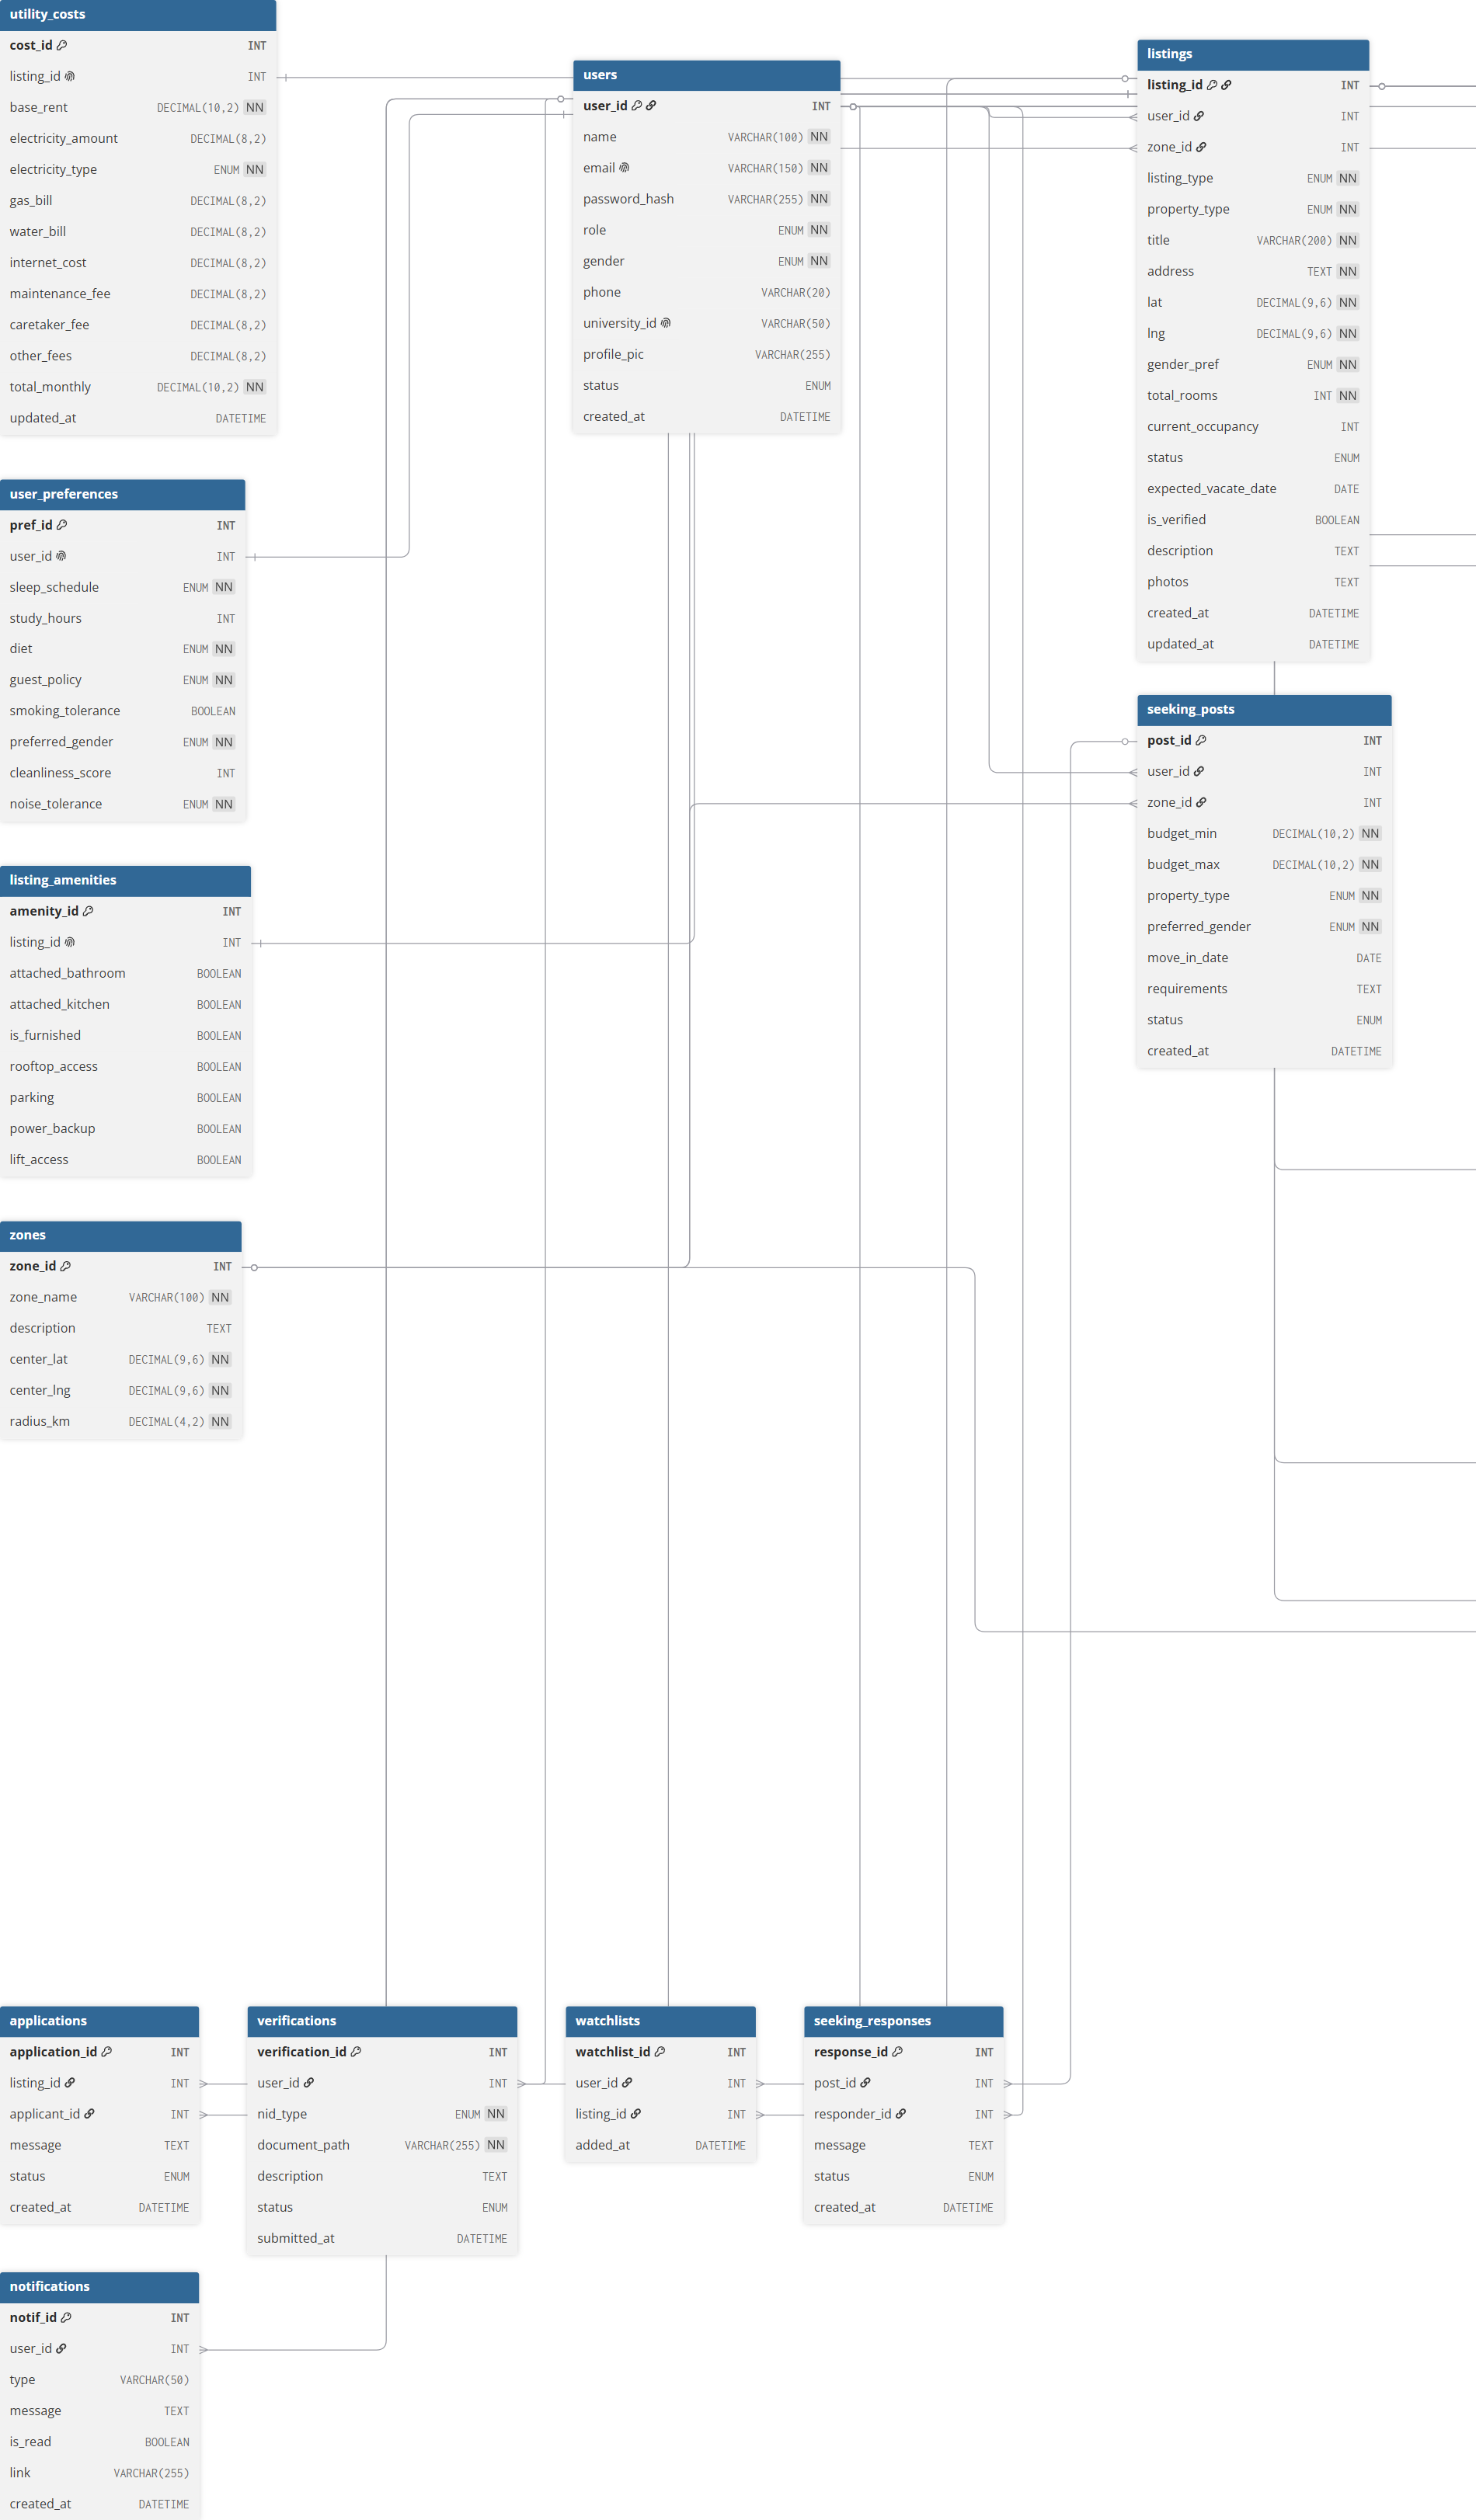 utility_costs
cost_id INT
listing_id INT
base_rent DECIMAL(10,2) NN
electricity_amount DECIMAL(8,2)
electricity_type ENUM NN
gas_bill DECIMAL(8,2)
water_bill DECIMAL(8,2)
internet_cost DECIMAL(8,2)
maintenance_fee DECIMAL(8,2)
caretaker_fee DECIMAL(8,2)
other_fees DECIMAL(8,2)
total_monthly DECIMAL(10,2) NN
updated_at DATETIME
users
user_id INT
name VARCHAR(100) NN
email VARCHAR(150) NN
password_hash VARCHAR(255) NN
role ENUM NN
gender ENUM NN
phone VARCHAR(20)
university_id VARCHAR(50)
profile_pic VARCHAR(255)
status ENUM
created_at DATETIME
listings
listing_id INT
user_id INT
zone_id INT
listing_type ENUM NN
property_type ENUM NN
title VARCHAR(200) NN
address TEXT NN
lat DECIMAL(9,6) NN
lng DECIMAL(9,6) NN
gender_pref ENUM NN
total_rooms INT NN
current_occupancy INT
status ENUM
expected_vacate_date DATE
is_verified BOOLEAN
description TEXT
photos TEXT
created_at DATETIME
updated_at DATETIME
user_preferences
pref_id INT
user_id INT
sleep_schedule ENUM NN
study_hours INT
diet ENUM NN
guest_policy ENUM NN
smoking_tolerance BOOLEAN
preferred_gender ENUM NN
cleanliness_score INT
noise_tolerance ENUM NN
seeking_posts
post_id INT
user_id INT
zone_id INT
budget_min DECIMAL(10,2) NN
budget_max DECIMAL(10,2) NN
property_type ENUM NN
preferred_gender ENUM NN
move_in_date DATE
requirements TEXT
status ENUM
created_at DATETIME
listing_amenities
amenity_id INT
listing_id INT
attached_bathroom BOOLEAN
attached_kitchen BOOLEAN
is_furnished BOOLEAN
rooftop_access BOOLEAN
parking BOOLEAN
power_backup BOOLEAN
lift_access BOOLEAN
zones
zone_id INT
zone_name VARCHAR(100) NN
description TEXT
center_lat DECIMAL(9,6) NN
center_lng DECIMAL(9,6) NN
radius_km DECIMAL(4,2) NN
applications
application_id INT
listing_id INT
applicant_id INT
message TEXT
status ENUM
created_at DATETIME
verifications
verification_id INT
user_id INT
nid_type ENUM NN
document_path VARCHAR(255) NN
description TEXT
status ENUM
submitted_at DATETIME
watchlists
watchlist_id INT
user_id INT
listing_id INT
added_at DATETIME
seeking_responses
response_id INT
post_id INT
responder_id INT
message TEXT
status ENUM
created_at DATETIME
notifications
notif_id INT
user_id INT
type VARCHAR(50)
message TEXT
is_read BOOLEAN
link VARCHAR(255)
created_at DATETIME